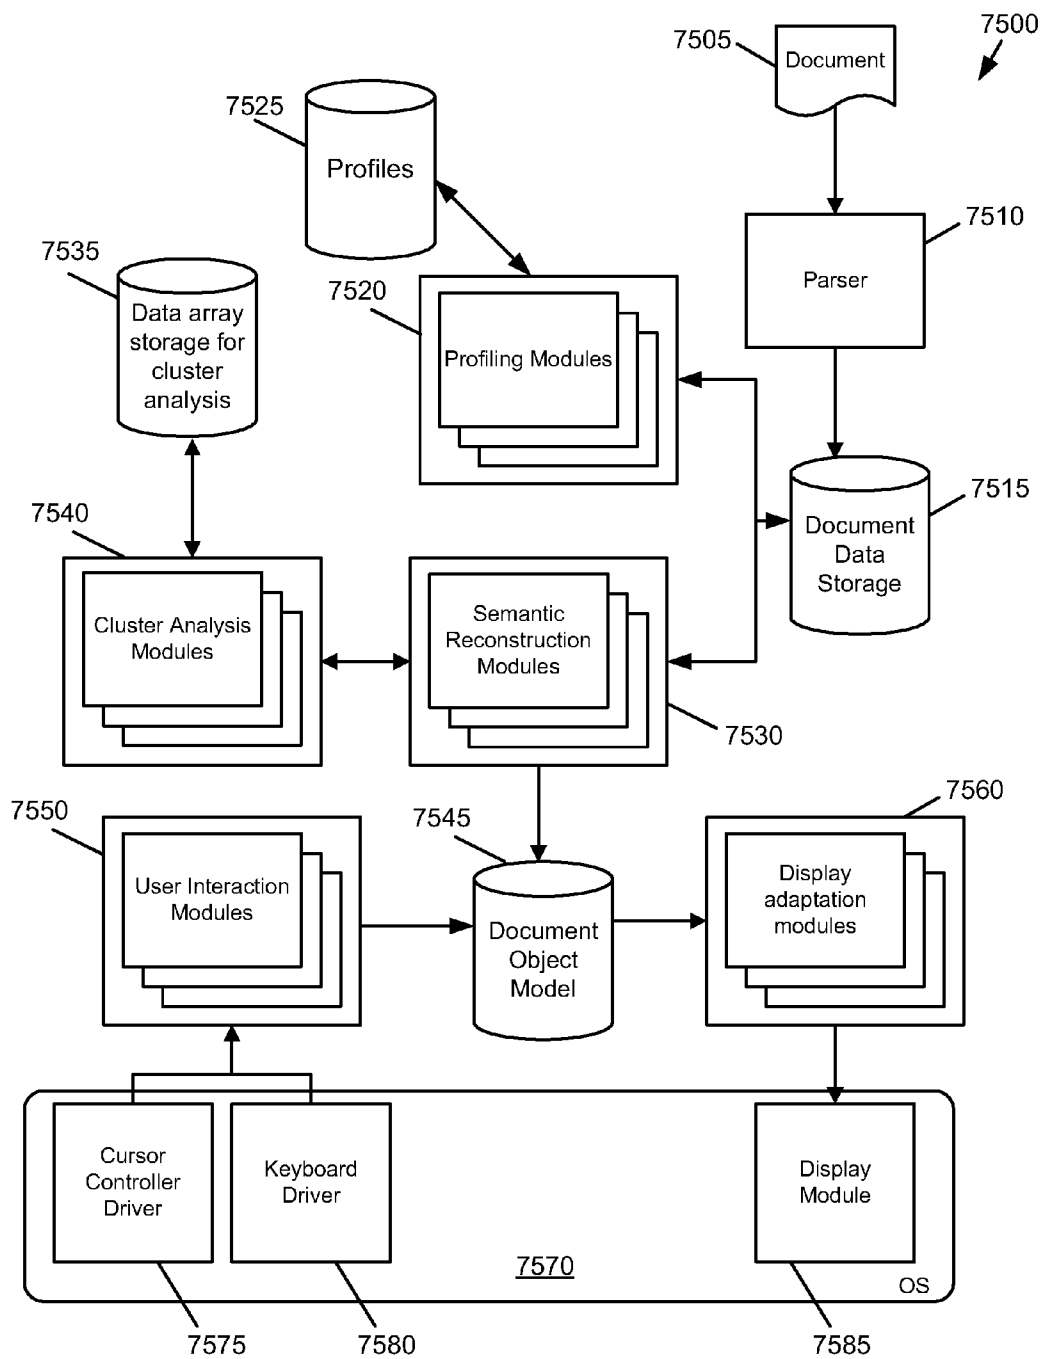 7500
7505
Document
7525
Profiles
7510
Parser
7535
Data array
storage for
cluster
analysis
7520
Profiling Modules
7515
Document
Data
Storage
7540
Cluster Analysis
Modules
Semantic
Reconstruction
Modules
7530
7550
User Interaction
Modules
7545
Document
Object
Model
7560
Display
adaptation
modules
Cursor
Controller
Driver
Keyboard
Driver
Display
Module
7570
OS
7575
7580
7585